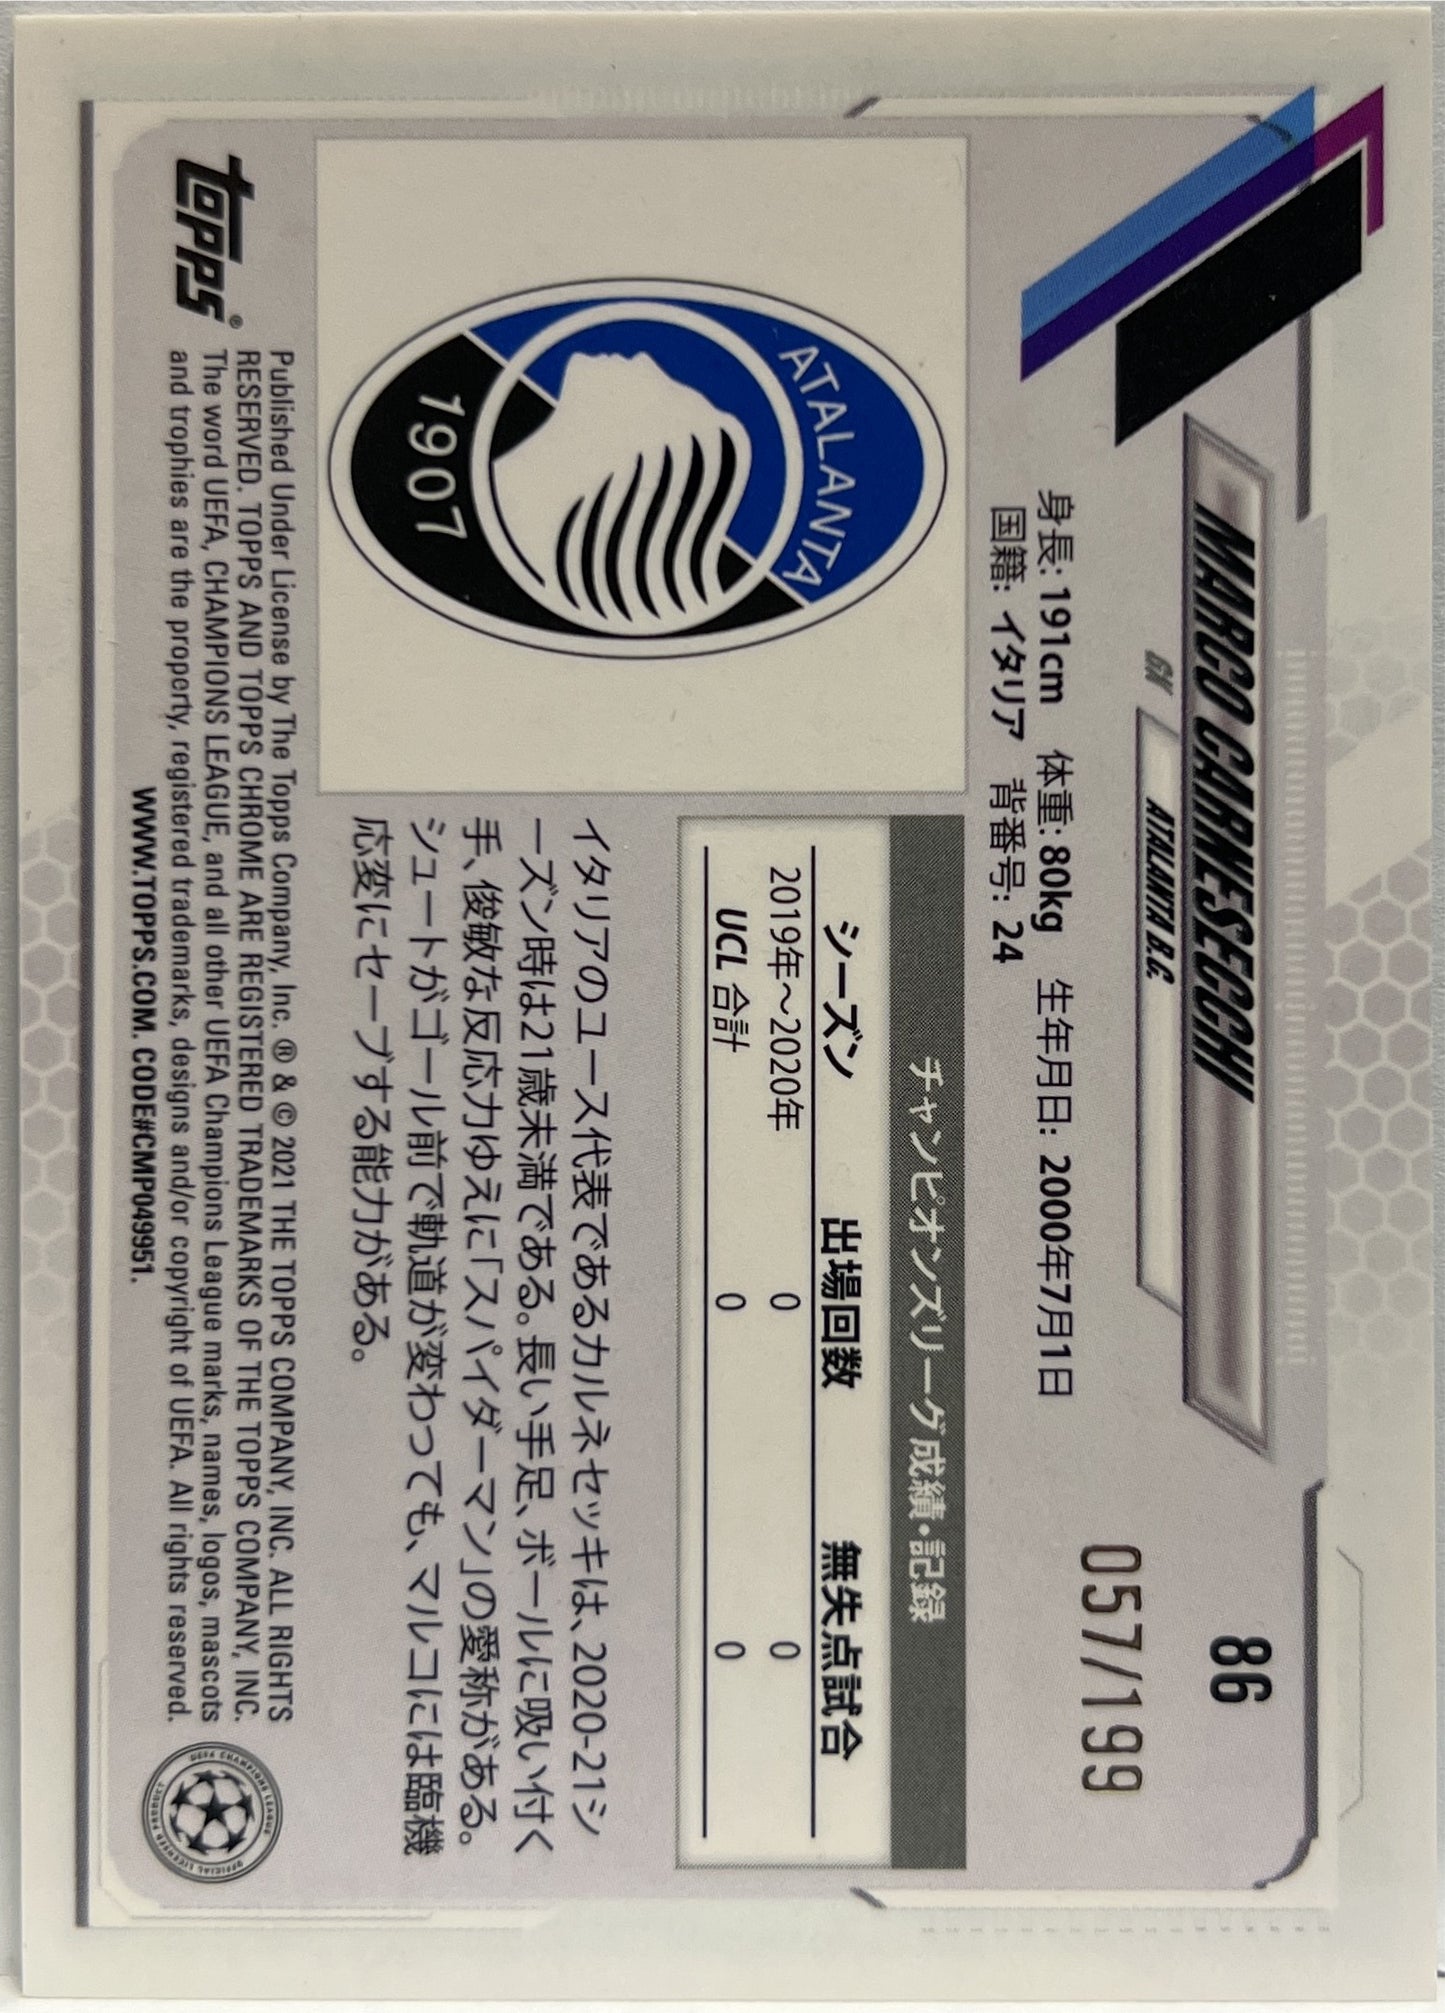 86
MARCO CARNESECCHI
GK
ATALANTA B.C.
057/199
身長: 191cm 体重: 80kg 生年月日: 2000年7月1日
国籍: イタリア 背番号: 24
ATALANTA
1907
チャンピオンズリーグ成績・記録
シーズン 出場回数 無失点試合
2019年〜2020年 0 0
UCL 合計 0 0
イタリアのユース代表であるカルネセッキは、2020-21シ
ーズン時は21歳未満である。長い手足、ボールに吸い付く
手、俊敏な反応力ゆえに「スパイダーマン」の愛称がある。
シュートがゴール前で軌道が変わっても、マルコには臨機
応変にセーブする能力がある。
TOPPS®
Published Under License by The Topps Company, Inc. ® & © 2021 THE TOPPS COMPANY, INC. ALL RIGHTS
RESERVED. TOPPS AND TOPPS CHROME ARE REGISTERED TRADEMARKS OF THE TOPPS COMPANY, INC.
The word UEFA, CHAMPIONS LEAGUE, and all other UEFA Champions League marks, names, logos, mascots
and trophies are the property, registered trademarks, designs and/or copyright of UEFA. All rights reserved.
WWW.TOPPS.COM. CODE#CMP049951.
UEFA CHAMPIONS LEAGUE
OFFICIAL LICENSED PRODUCT